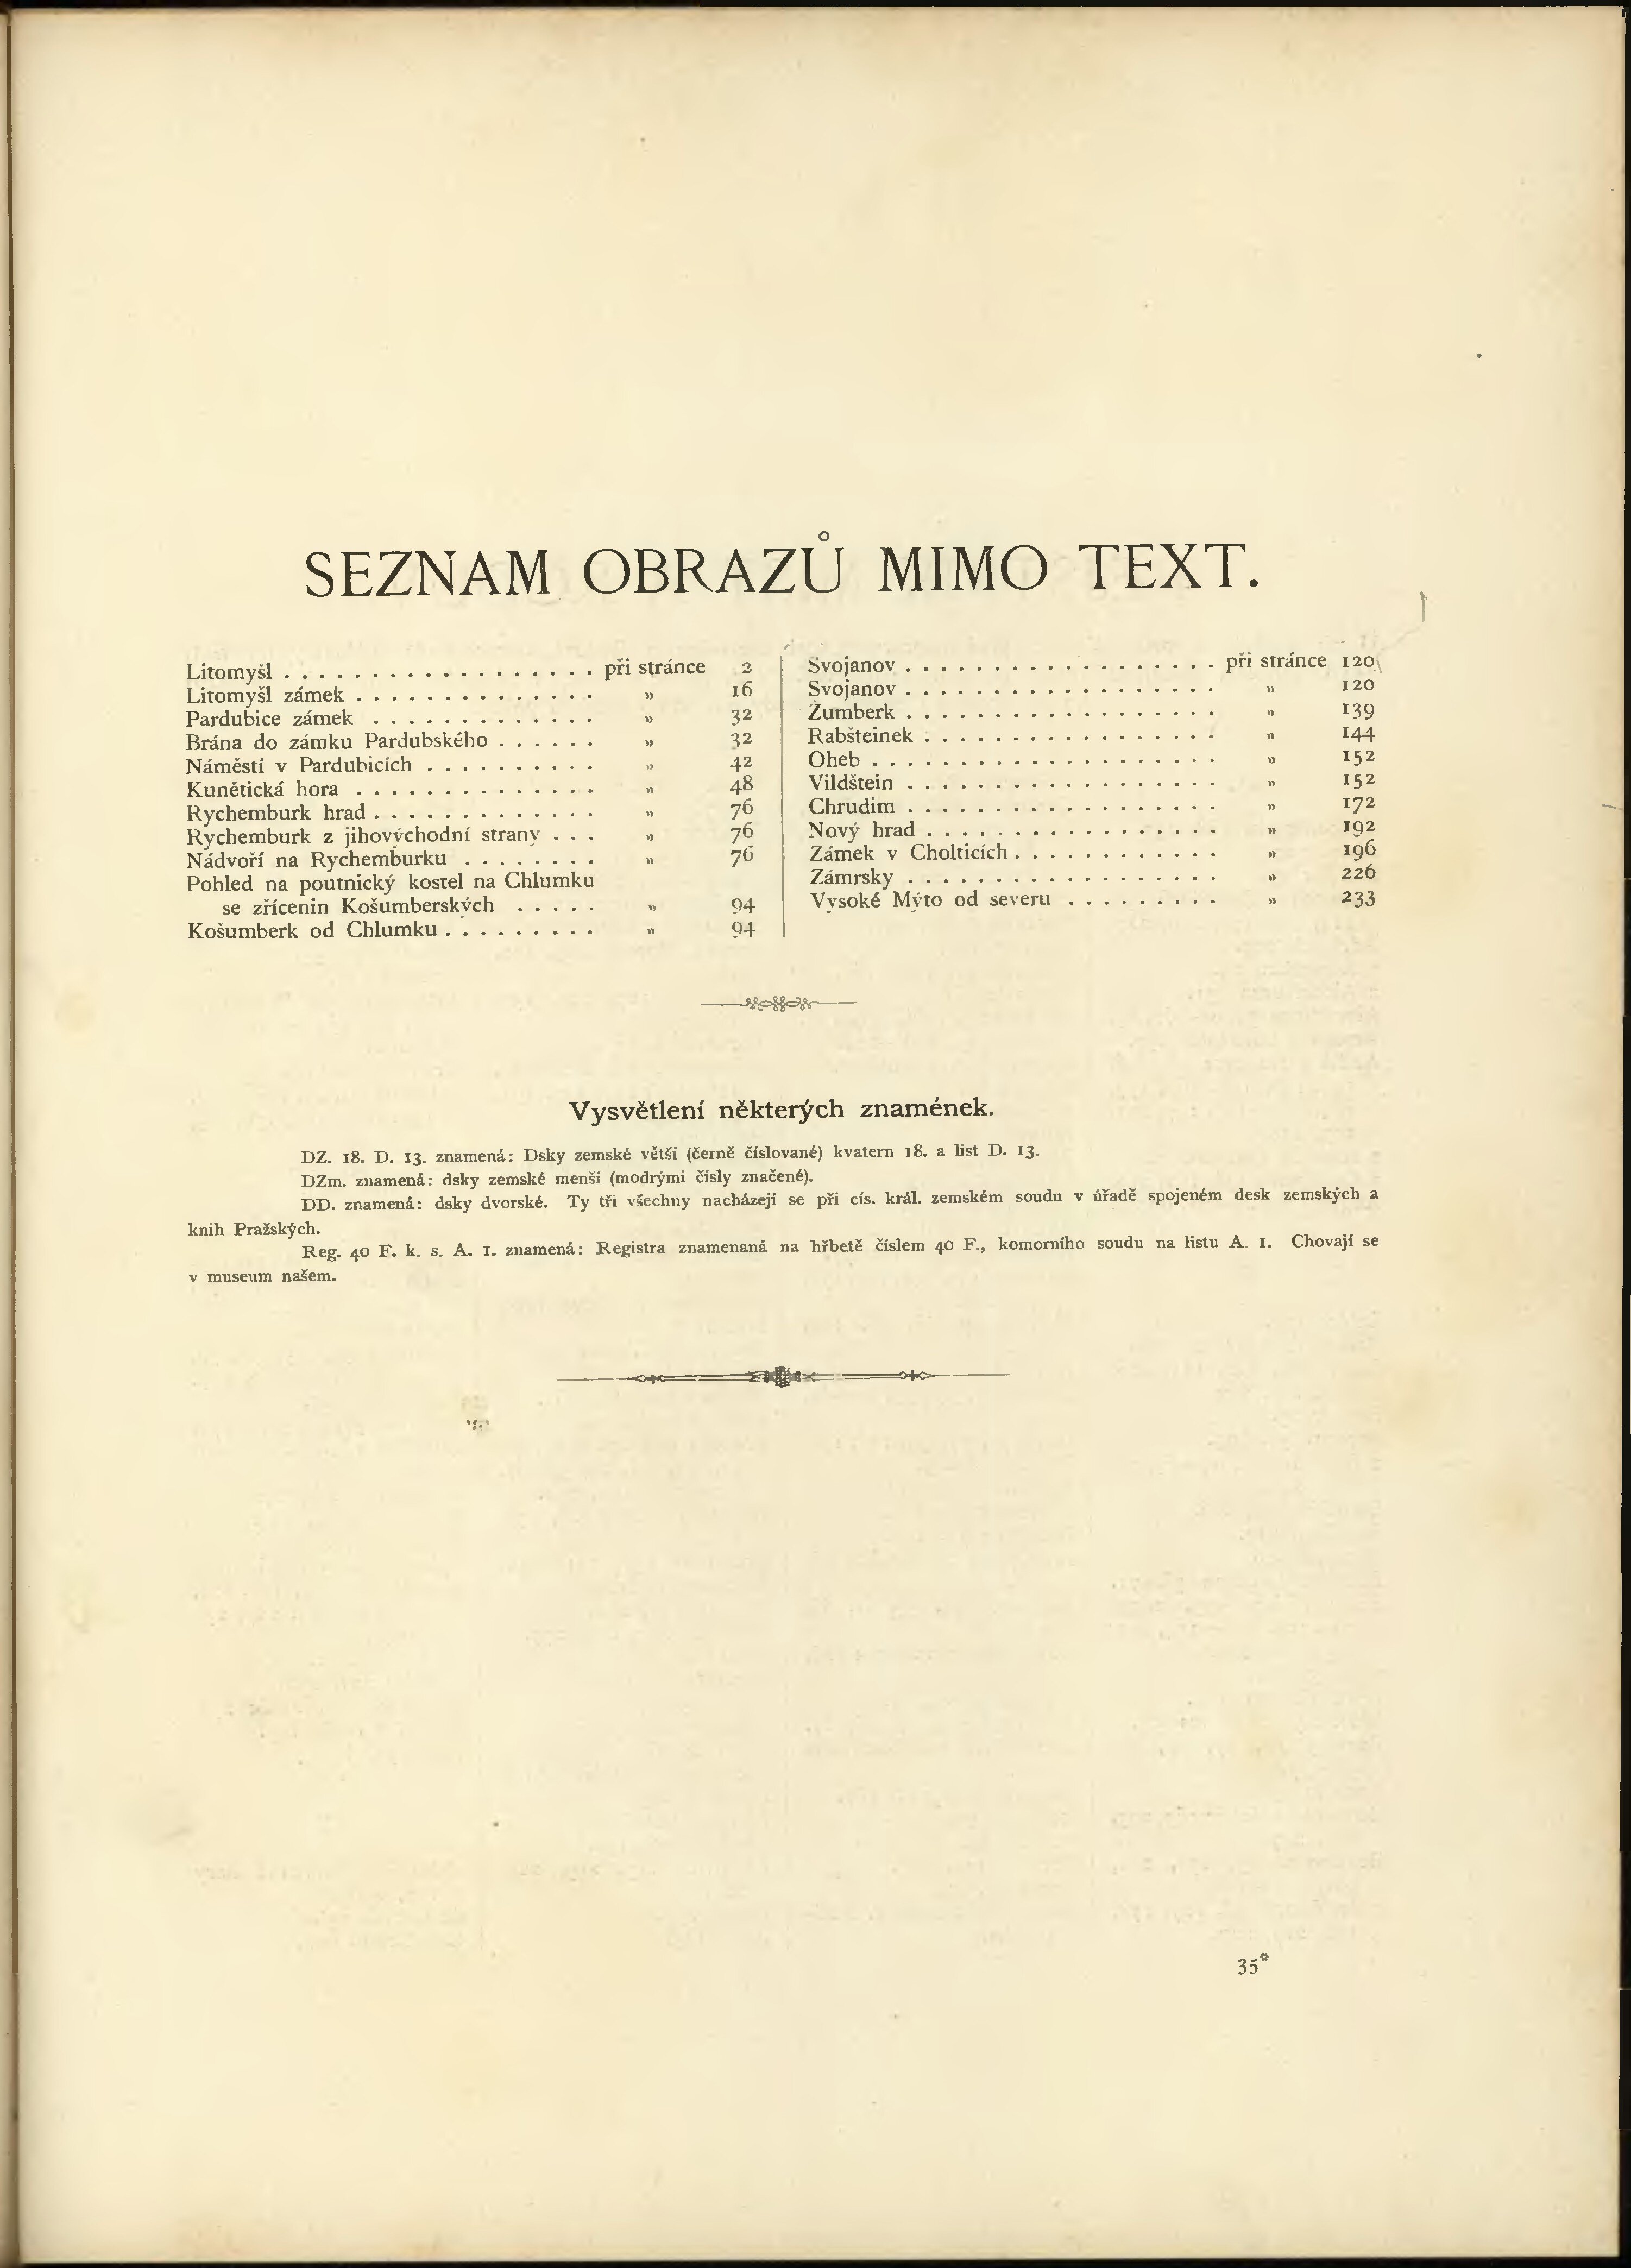 SEZNAM OBRAZŮ MIMO TEXT.
Litomyšl . . . . . . . . . . . . . . . . . . při stránce 2
Litomyšl zámek . . . . . . . . . . . . . . » 16
Pardubice zámek . . . . . . . . . . . . . » 32
Brána do zámku Pardubského . . . . . . » 32
Náměstí v Pardubicích . . . . . . . . . . » 42
Kunětická hora . . . . . . . . . . . . . . » 48
Rychemburk hrad . . . . . . . . . . . . . » 76
Rychemburk z jihovýchodní strany . . . » 76
Nádvoří na Rychemburku . . . . . . . . » 76
Pohled na poutnický kostel na Chlumku
se zřícenin Košumberských . . . . . » 94
Košumberk od Chlumku . . . . . . . . . » 94
Svojanov . . . . . . . . . . . . . . . . . . při stránce 120
Svojanov . . . . . . . . . . . . . . . . . . » 120
Žumberk . . . . . . . . . . . . . . . . . . » 139
Rabšteinek . . . . . . . . . . . . . . . . . » 144
Oheb . . . . . . . . . . . . . . . . . . . . » 152
Vildštein . . . . . . . . . . . . . . . . . . » 152
Chrudim . . . . . . . . . . . . . . . . . . » 172
Nový hrad . . . . . . . . . . . . . . . . . » 192
Zámek v Cholticích . . . . . . . . . . . . » 196
Zámrsky . . . . . . . . . . . . . . . . . . » 226
Vysoké Mýto od severu . . . . . . . . . » 233
Vysvětlení některých znamének.
DZ. 18. D. 13. znamená: Dsky zemské větší (černě číslované) kvatern 18. a list D. 13.
DZm. znamená: dsky zemské menší (modrými čísly značené).
DD. znamená: dsky dvorské. Ty tři všechny nacházejí se při cís. král. zemském soudu v úřadě spojeném desk zemských a
knih Pražských.
Reg. 40 F. k. s. A. 1. znamená: Registra znamenaná na hřbetě číslem 40 F., komorního soudu na listu A. 1. Chovají se
v museum našem.
35*